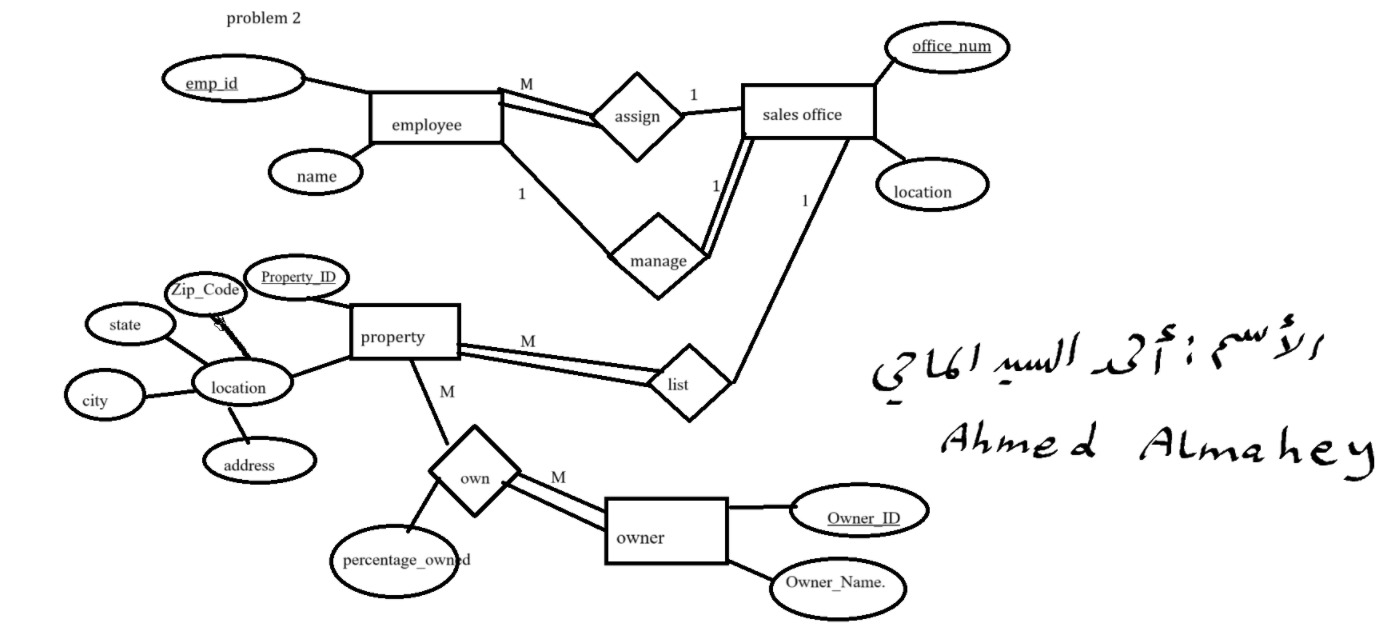 problem 2
office_num
emp_id
M
1
assign
sales office
employee
name
1
1
1
location
manage
Property_ID
Zip_Code
state
property
M
list
location
city
M
address
own
M
percentage_owned
owner
Owner_ID
Owner_Name.
الأسم : أحمد السيد الماحي
Ahmed Almahey